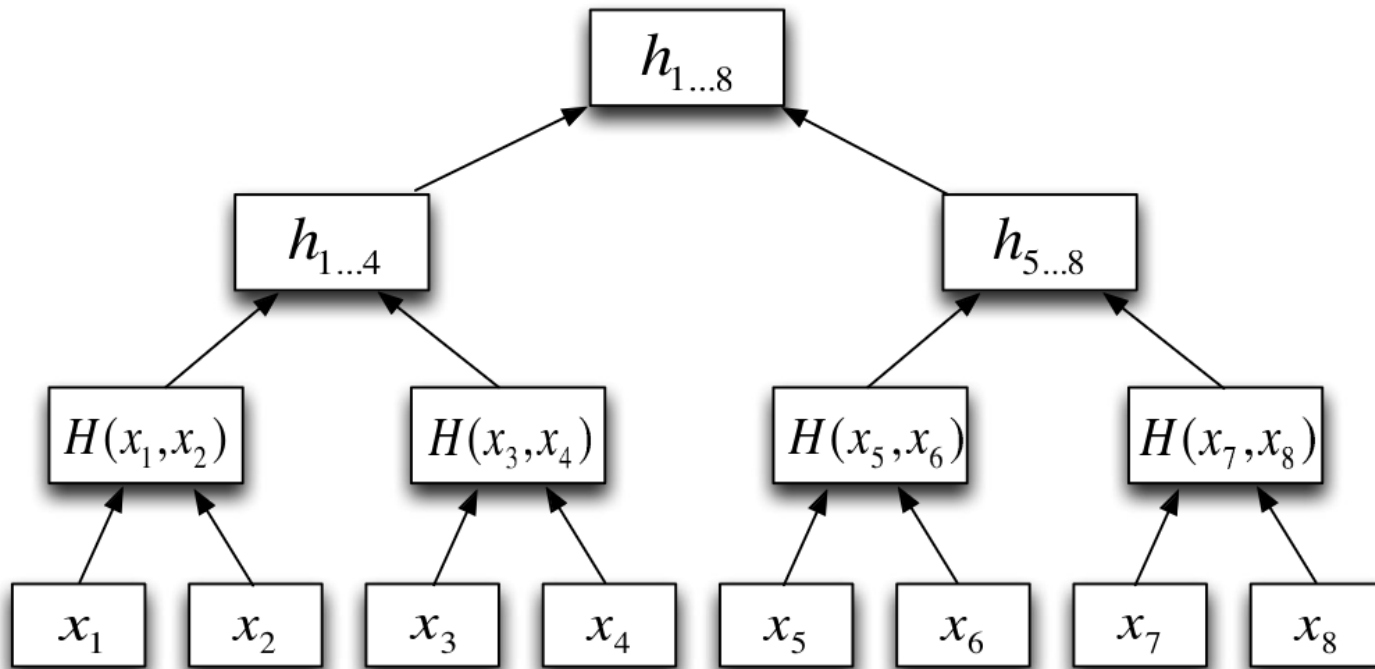 h₁...₈
h₁...₄ h₅...₈
H(x₁,x₂) H(x₃,x₄) H(x₅,x₆) H(x₇,x₈)
x₁ x₂ x₃ x₄ x₅ x₆ x₇ x₈